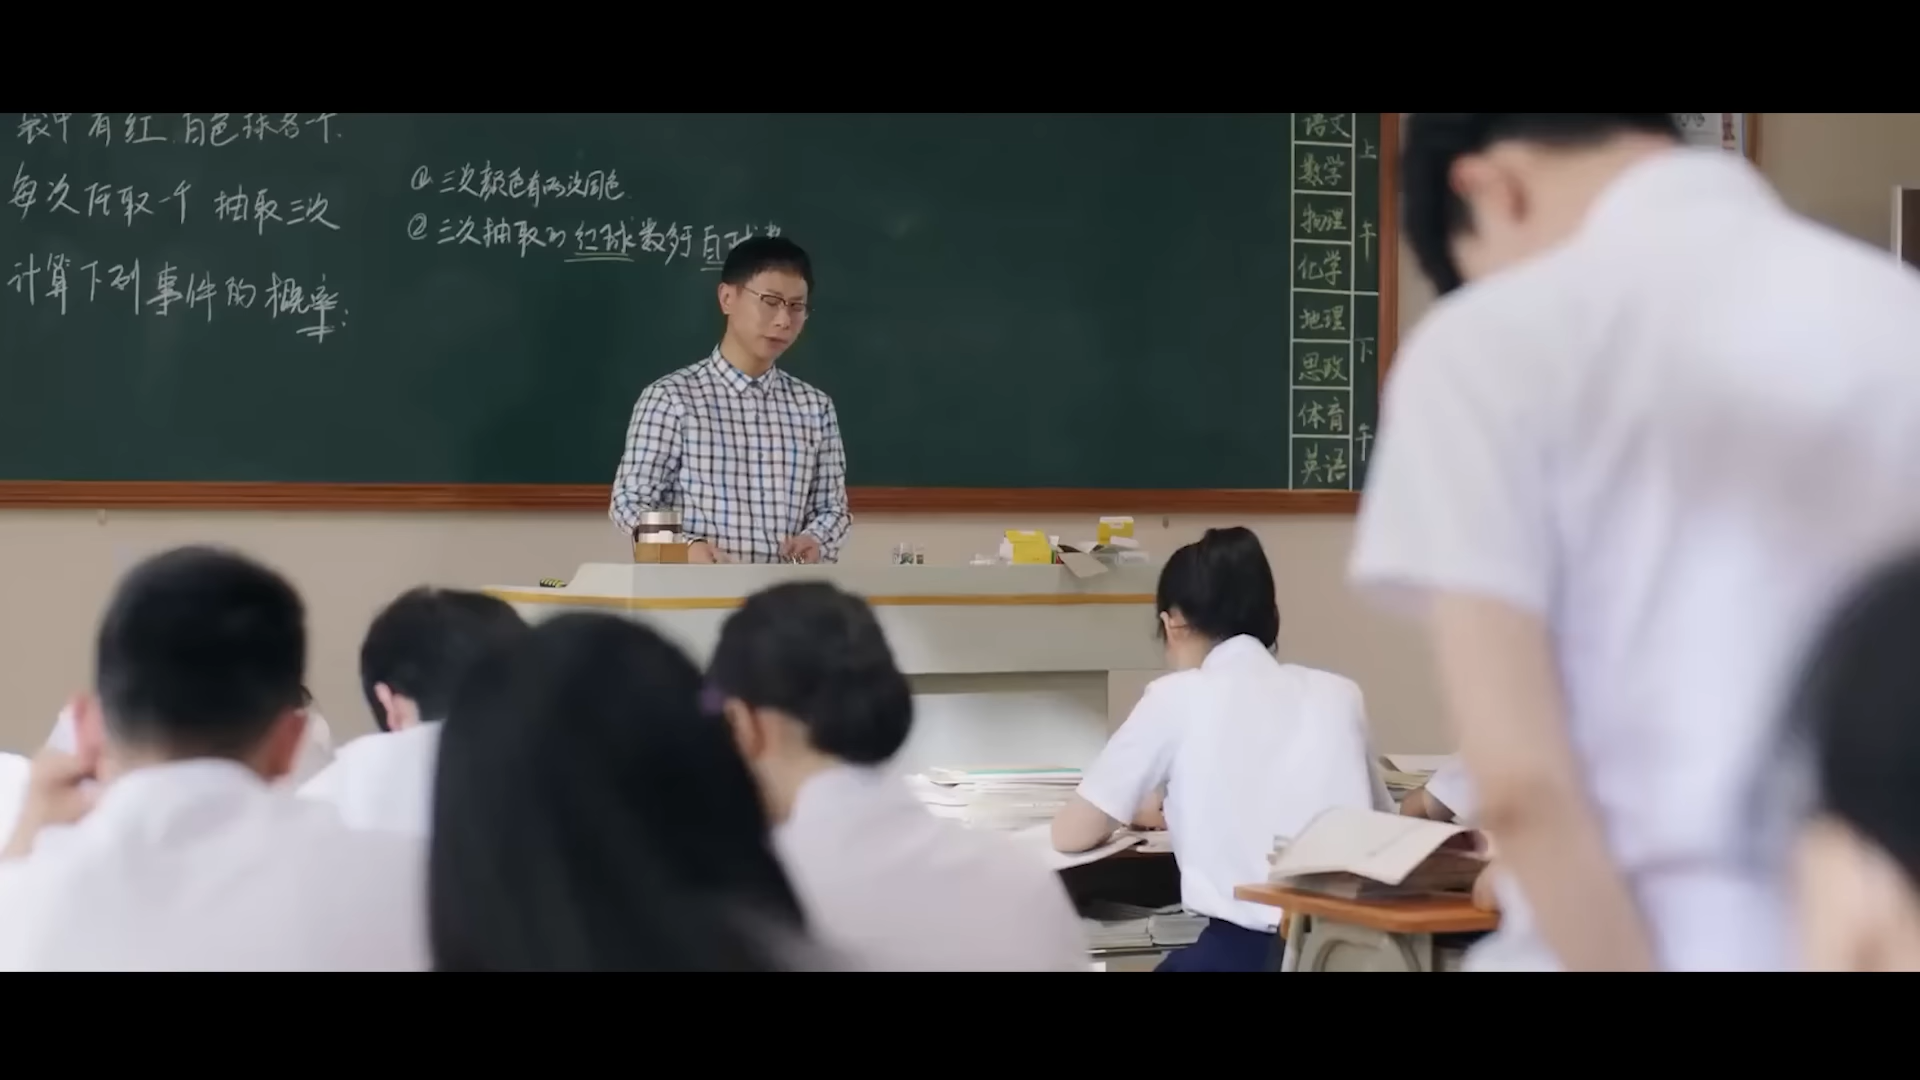 袋中有红、白色球各一个.
每次任取一个 抽取三次
计算下列事件的概率:
① 三次颜色有两次同色.
② 三次抽取的红球数多于白球数
语文
数学
物理
化学
地理
思政
体育
英语
上午
下午